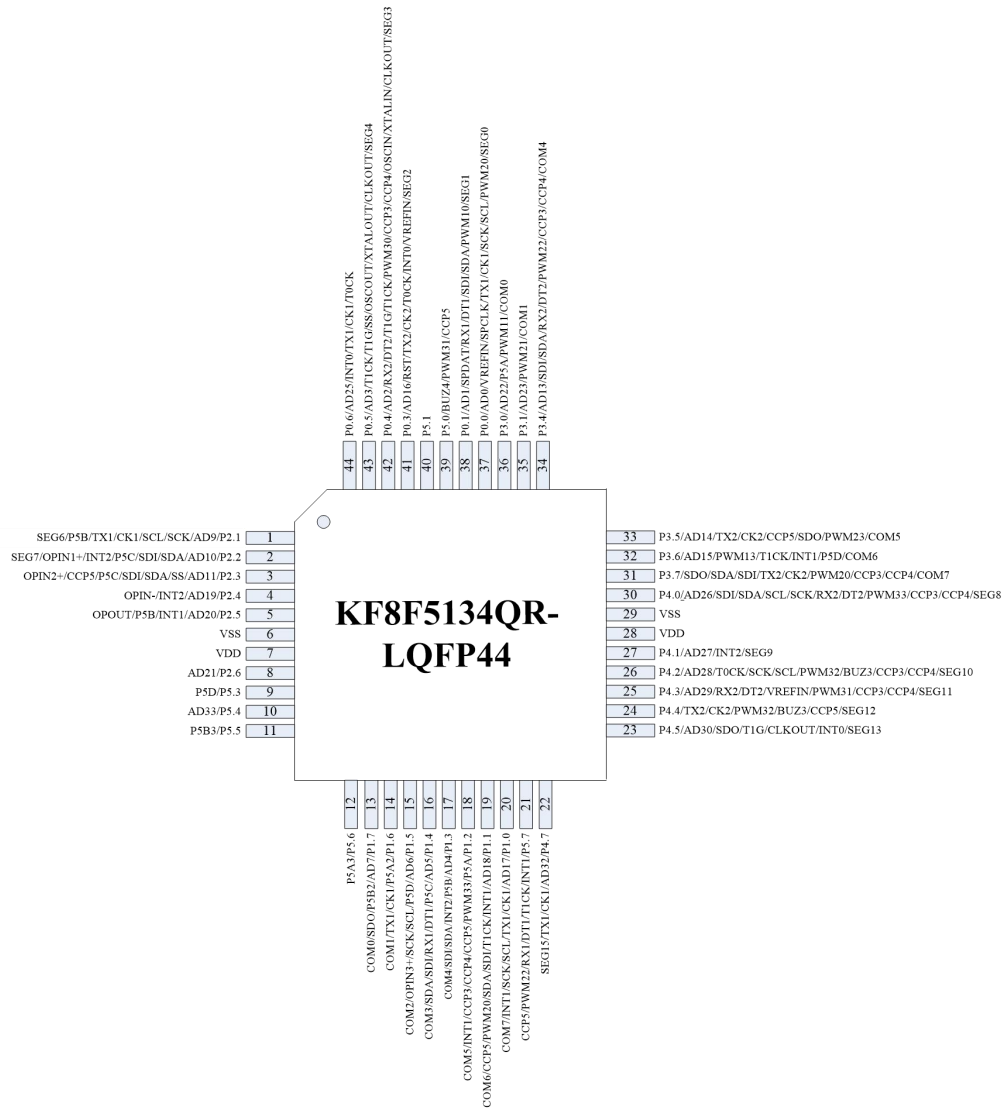 P0.6/AD25/INT0/TX1/CK1/T0CK
P0.5/AD3/T1CK/T1G/SS/OSCOUT/XTALOUT/CLKOUT/SEG4
P0.4/AD2/RX2/DT2/T1G/T1CK/PWM30/CCP3/CCP4/OSCIN/XTALIN/CLKOUT/SEG3
P0.3/AD16/RST/TX2/CK2/T0CK/INT0/VREFIN/SEG2
P5.1
P5.0/BUZ4/PWM31/CCP5
P0.1/AD1/SPDAT/RX1/DT1/SDI/SDA/PWM10/SEG1
P0.0/AD0/VREFIN/SPCLK/TX1/CK1/SCK/SCL/PWM20/SEG0
P3.0/AD22/P5A/PWM11/COM0
P3.1/AD23/PWM21/COM1
P3.4/AD13/SDI/SDA/RX2/DT2/PWM22/CCP3/CCP4/COM4
44
43
42
41
40
39
38
37
36
35
34
SEG6/P5B/TX1/CK1/SCL/SCK/AD9/P2.1 1
SEG7/OPIN1+/INT2/P5C/SDI/SDA/AD10/P2.2 2
OPIN2+/CCP5/P5C/SDI/SDA/SS/AD11/P2.3 3
OPIN-/INT2/AD19/P2.4 4
OPOUT/P5B/INT1/AD20/P2.5 5
VSS 6
VDD 7
AD21/P2.6 8
P5D/P5.3 9
AD33/P5.4 10
P5B3/P5.5 11
KF8F5134QR-
LQFP44
33 P3.5/AD14/TX2/CK2/CCP5/SDO/PWM23/COM5
32 P3.6/AD15/PWM13/T1CK/INT1/P5D/COM6
31 P3.7/SDO/SDA/SDI/TX2/CK2/PWM20/CCP3/CCP4/COM7
30 P4.0/AD26/SDI/SDA/SCL/SCK/RX2/DT2/PWM33/CCP3/CCP4/SEG8
29 VSS
28 VDD
27 P4.1/AD27/INT2/SEG9
26 P4.2/AD28/T0CK/SCK/SCL/PWM32/BUZ3/CCP3/CCP4/SEG10
25 P4.3/AD29/RX2/DT2/VREFIN/PWM31/CCP3/CCP4/SEG11
24 P4.4/TX2/CK2/PWM32/BUZ3/CCP5/SEG12
23 P4.5/AD30/SDO/T1G/CLKOUT/INT0/SEG13
12
13
14
15
16
17
18
19
20
21
22
P5A3/P5.6
COM0/SDO/P5B2/AD7/P1.7
COM1/TX1/CK1/P5A2/P1.6
COM2/OPIN3+/SCK/SCL/P5D/AD6/P1.5
COM3/SDA/SDI/RX1/DT1/P5C/AD5/P1.4
COM4/SDI/SDA/INT2/P5B/AD4/P1.3
COM5/INT1/CCP3/CCP4/CCP5/PWM33/P5A/P1.2
COM6/CCP5/PWM20/SDA/SDI/T1CK/INT1/AD18/P1.1
COM7/INT1/SCK/SCL/TX1/CK1/AD17/P1.0
CCP5/PWM22/RX1/DT1/T1CK/INT1/P5.7
SEG15/TX1/CK1/AD32/P4.7